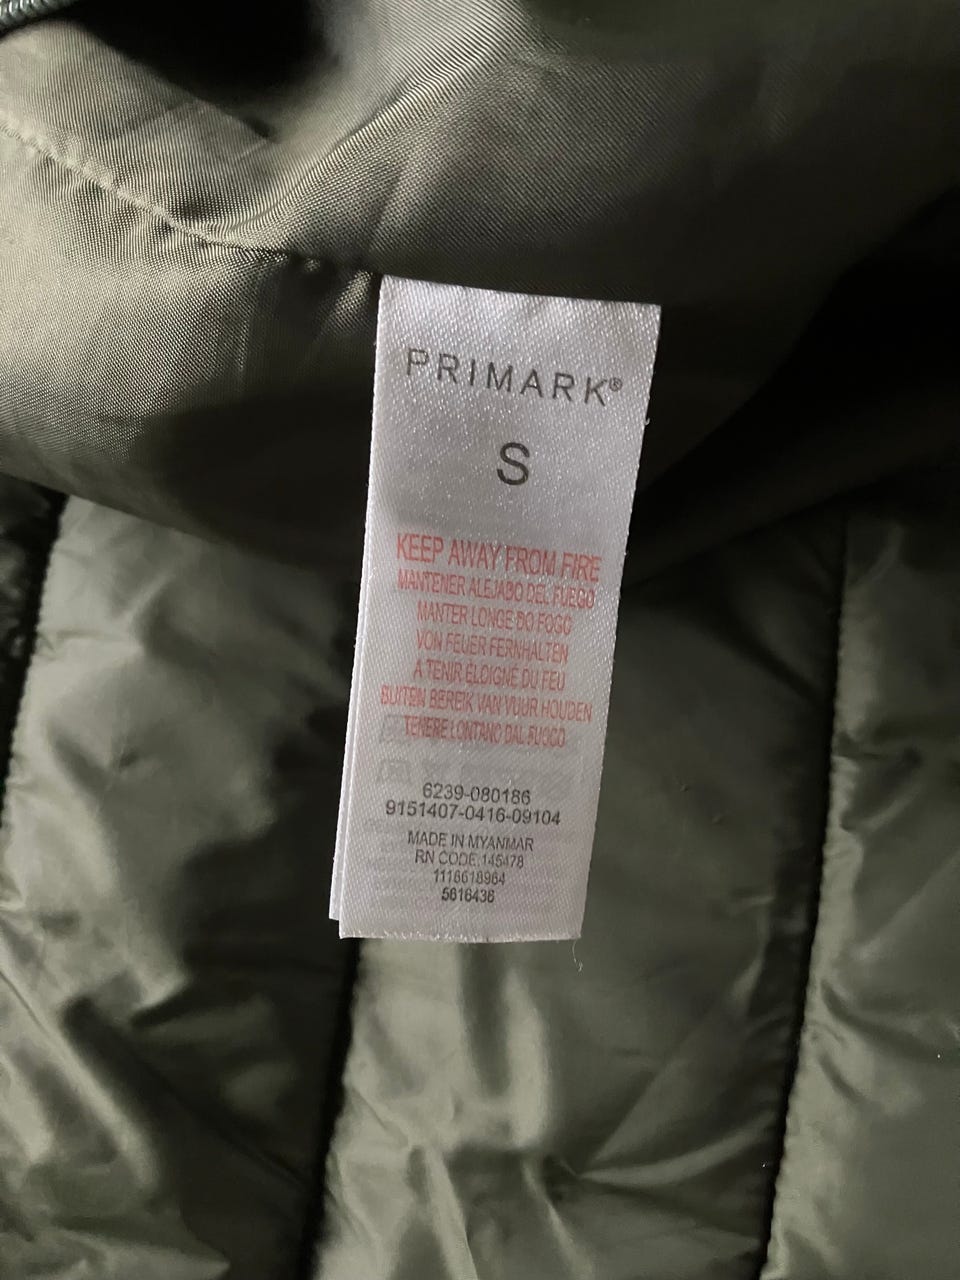 PRIMARK®
S
KEEP AWAY FROM FIRE
MANTENER ALEJADO DEL FUEGO
MANTER LONGE DO FOGO
VON FEUER FERNHALTEN
À TENIR ÉLOIGNÉ DU FEU
BUITEN BEREIK VAN VUUR HOUDEN
TENERE LONTANO DAL FUOCO
6239-080186
9151407-0416-09104
MADE IN MYANMAR
RN CODE:145478
1116618964
5616436